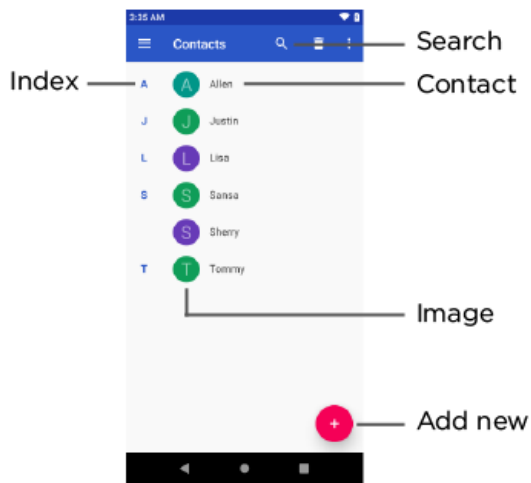 3:35 AM
Contacts
Search
Index
A
A
Allen
Contact
J
J
Justin
L
L
Lisa
S
S
Sansa
S
Sherry
T
T
Tommy
Image
+
Add new